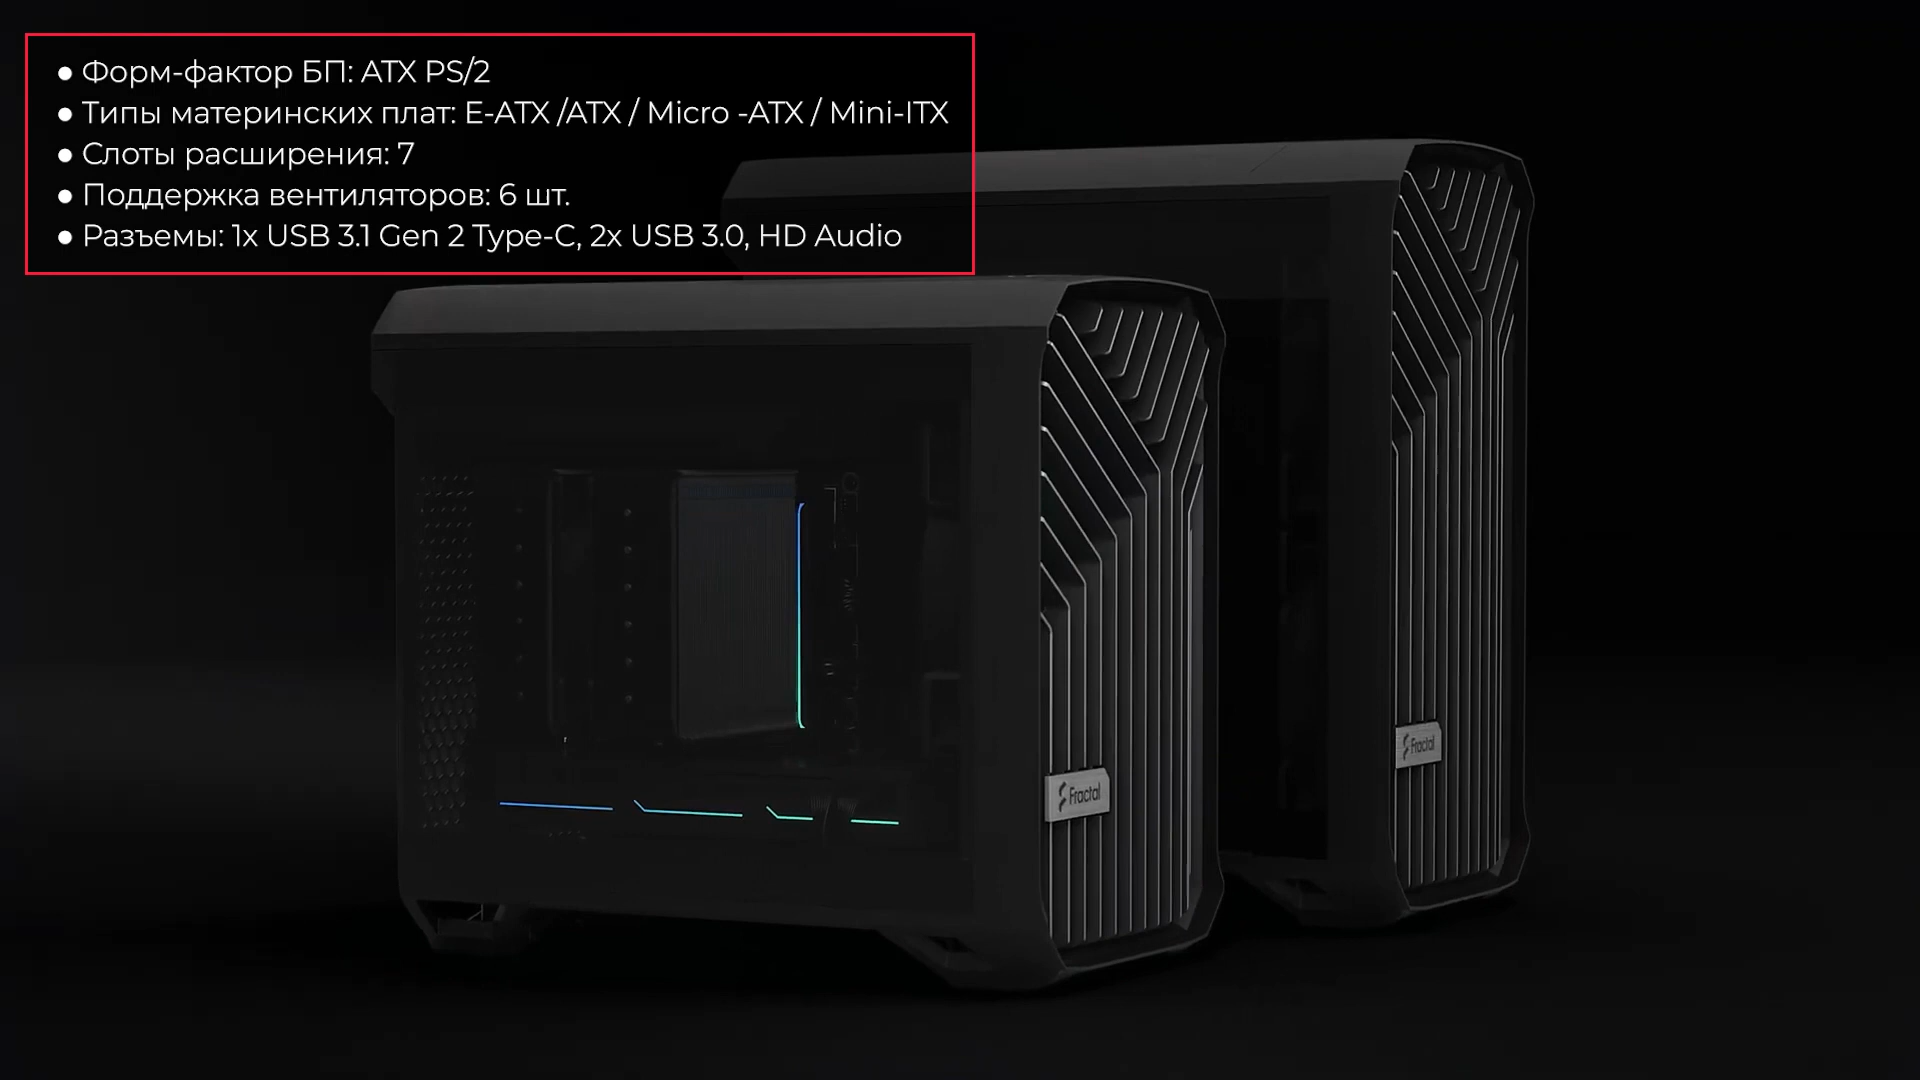 ● Форм-фактор БП: ATX PS/2
● Типы материнских плат: E-ATX /ATX / Micro -ATX / Mini-ITX
● Слоты расширения: 7
● Поддержка вентиляторов: 6 шт.
● Разъемы: 1x USB 3.1 Gen 2 Type-C, 2x USB 3.0, HD Audio
Fractal
Fractal